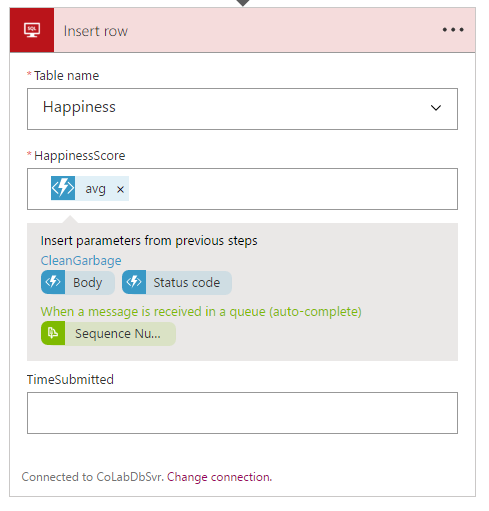 SQL
Insert row
* Table name
Happiness
* HappinessScore
avg ×
Insert parameters from previous steps
CleanGarbage
Body Status code
When a message is received in a queue (auto-complete)
Sequence Nu...
TimeSubmitted
Connected to CoLabDbSvr. Change connection.